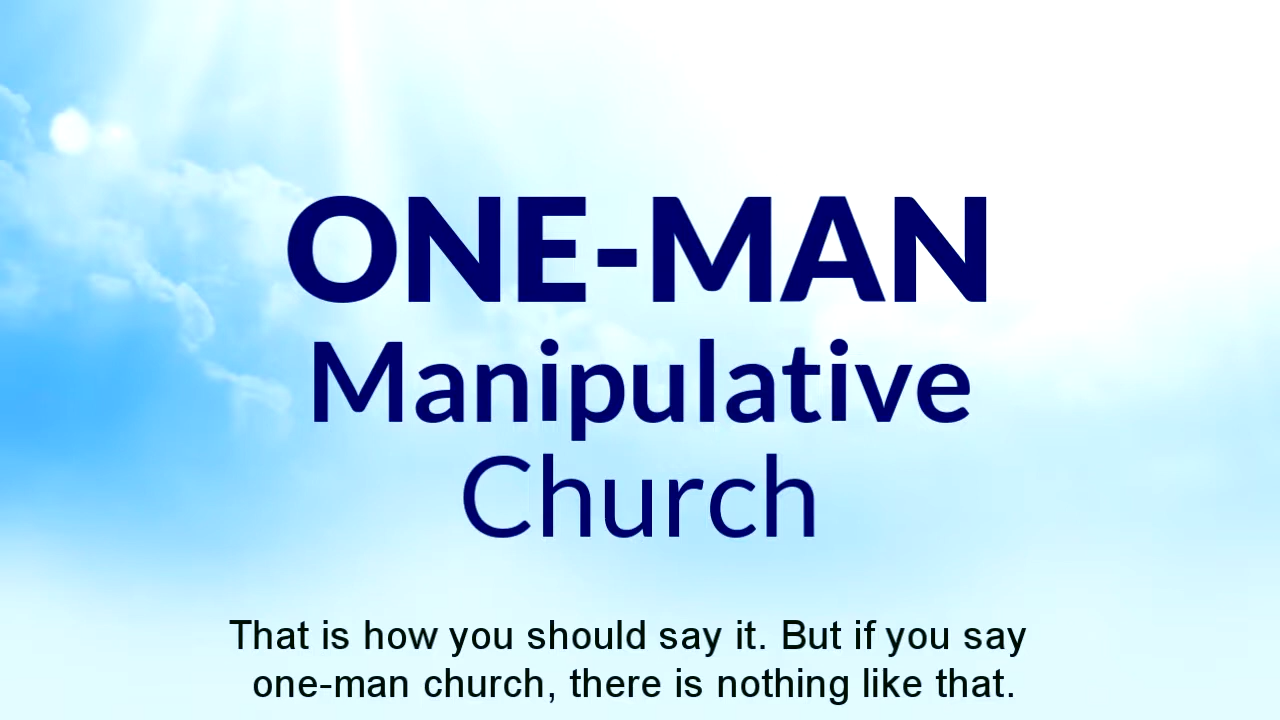 ONE-MAN
Manipulative
Church
That is how you should say it. But if you say
one-man church, there is nothing like that.